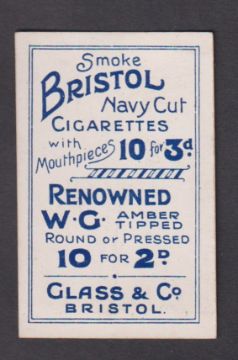 Smoke
BRISTOL
Navy Cut
CIGARETTES
with Mouthpieces 10 for 3d.
RENOWNED
W.G. AMBER TIPPED
ROUND OR PRESSED
10 FOR 2D
GLASS & Co.
BRISTOL.